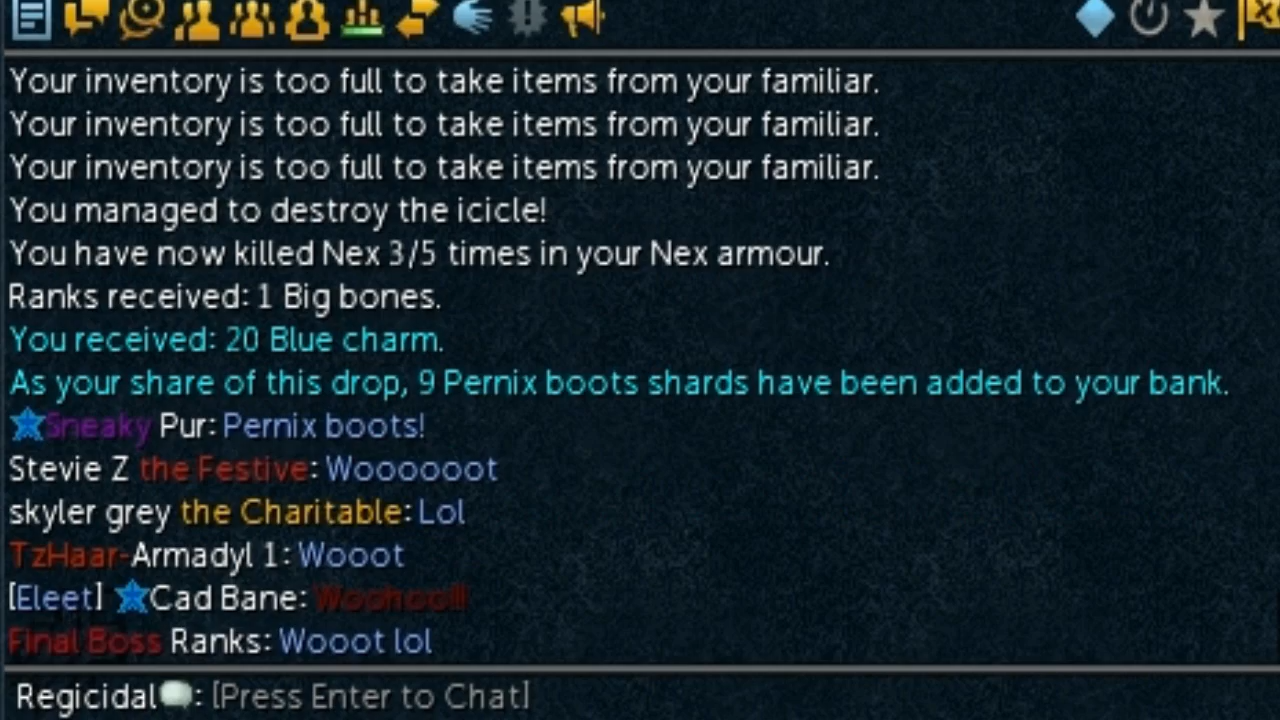 Your inventory is too full to take items from your familiar.
Your inventory is too full to take items from your familiar.
Your inventory is too full to take items from your familiar.
You managed to destroy the icicle!
You have now killed Nex 3/5 times in your Nex armour.
Ranks received: 1 Big bones.
You received: 20 Blue charm.
As your share of this drop, 9 Pernix boots shards have been added to your bank.
Sneaky Pur: Pernix boots!
Stevie Z the Festive: Woooooot
skyler grey the Charitable: Lol
TzHaar-Armadyl 1: Wooot
[Eleet] Cad Bane:
Final Boss Ranks: Wooot lol
Regicidal: [Press Enter to Chat]